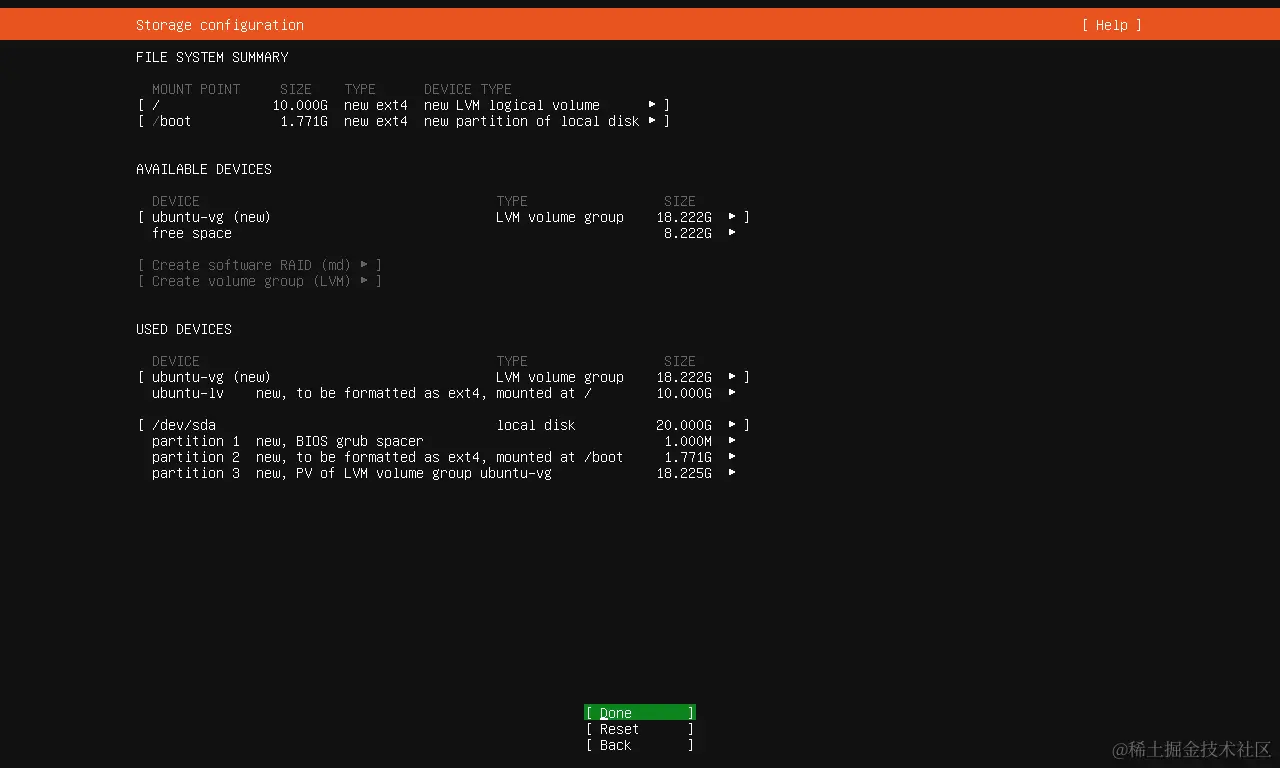 Storage configuration [ Help ]
FILE SYSTEM SUMMARY
MOUNT POINT SIZE TYPE DEVICE TYPE
[ / 10.000G new ext4 new LVM logical volume ▸ ]
[ /boot 1.771G new ext4 new partition of local disk ▸ ]
AVAILABLE DEVICES
DEVICE TYPE SIZE
[ ubuntu-vg (new) LVM volume group 18.222G ▸ ]
free space 8.222G ▸
[ Create software RAID (md) ▸ ]
[ Create volume group (LVM) ▸ ]
USED DEVICES
DEVICE TYPE SIZE
[ ubuntu-vg (new) LVM volume group 18.222G ▸ ]
ubuntu-lv new, to be formatted as ext4, mounted at / 10.000G ▸
[ /dev/sda local disk 20.000G ▸ ]
partition 1 new, BIOS grub spacer 1.000M ▸
partition 2 new, to be formatted as ext4, mounted at /boot 1.771G ▸
partition 3 new, PV of LVM volume group ubuntu-vg 18.225G ▸
[ Done ]
[ Reset ]
[ Back ]
@稀土掘金技术社区